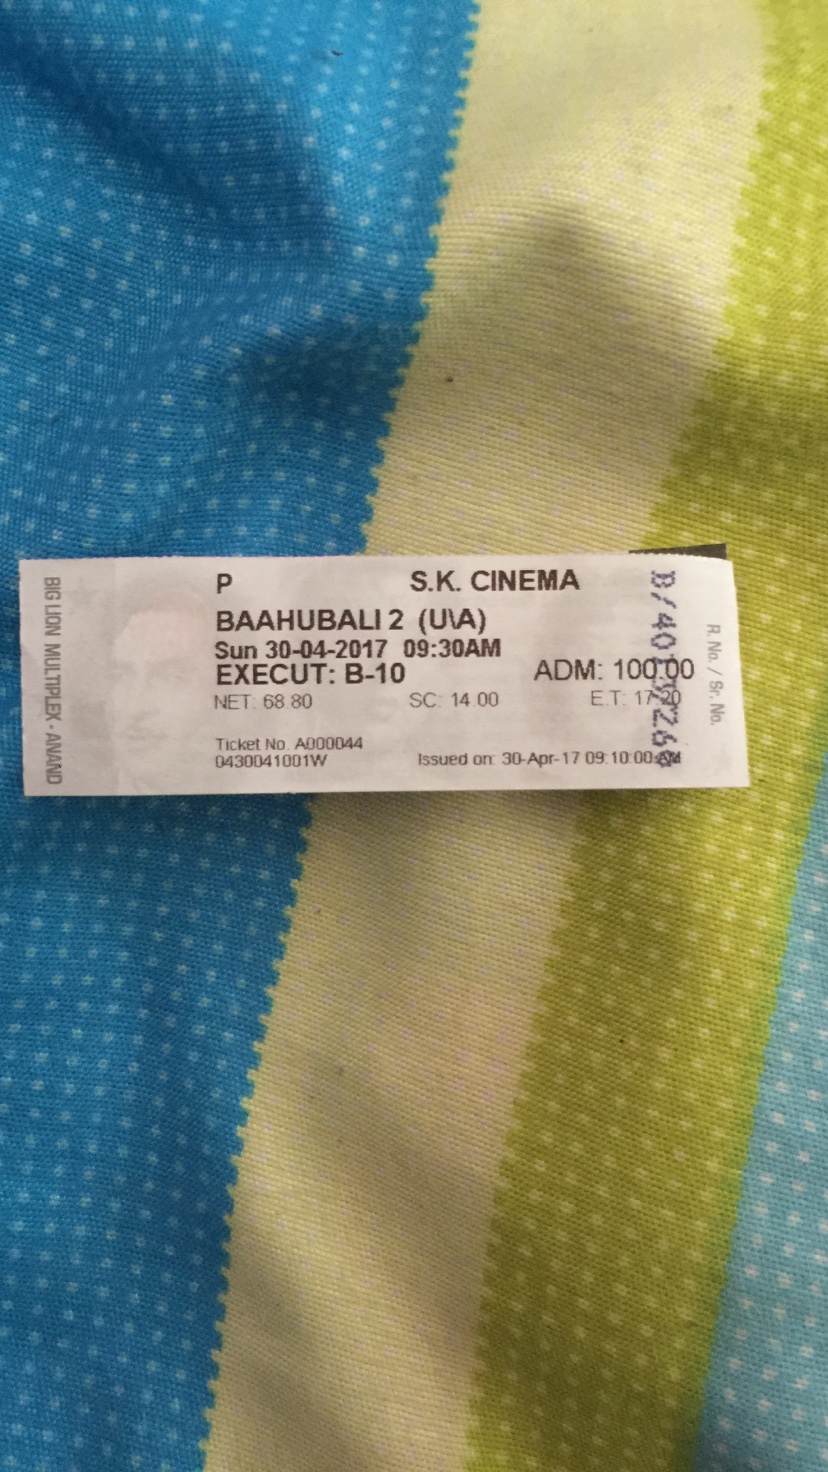 BIG LION MULTIPLEX - ANAND
P S.K. CINEMA
BAAHUBALI 2 (U\A)
Sun 30-04-2017 09:30AM
EXECUT: B-10 ADM: 100.00
NET: 68.80 SC: 14.00 E.T: 17.20
Ticket No. A000044
0430041001W Issued on: 30-Apr-17 09:10:00AM
R. No. / Sr. No.